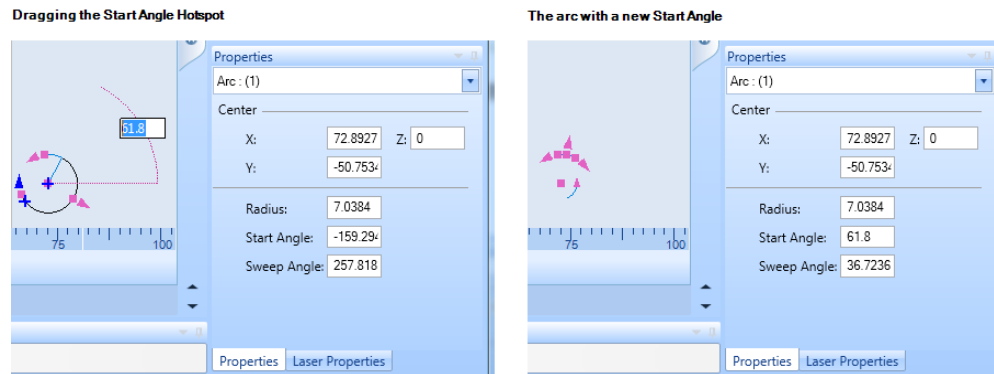 Dragging the Start Angle Hotspot
The arc with a new Start Angle
Properties
Arc : (1)
Center
X: 72.8927 Z: 0
Y: -50.7534
Radius: 7.0384
Start Angle: -159.294
Sweep Angle: 257.818
61.8
75 100
Properties Laser Properties
Properties
Arc : (1)
Center
X: 72.8927 Z: 0
Y: -50.7534
Radius: 7.0384
Start Angle: 61.8
Sweep Angle: 36.7236
75 100
Properties Laser Properties